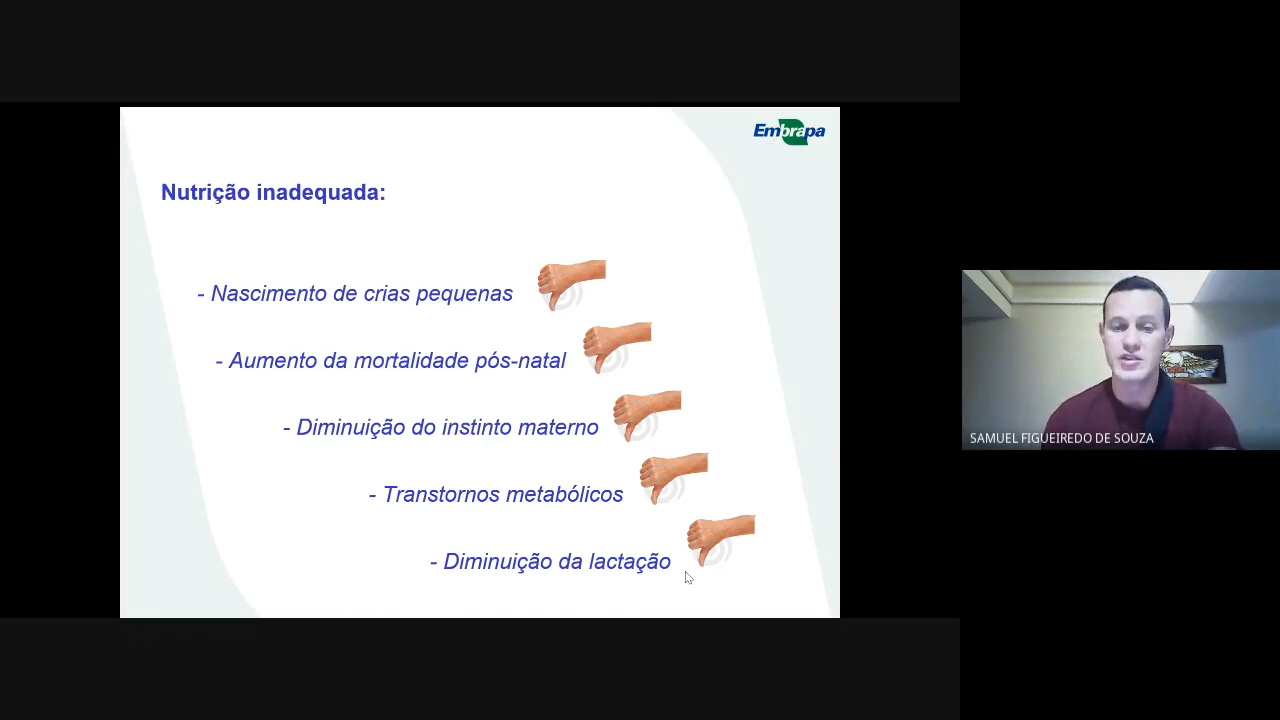 Embrapa
Nutrição inadequada:
- Nascimento de crias pequenas
- Aumento da mortalidade pós-natal
- Diminuição do instinto materno
- Transtornos metabólicos
- Diminuição da lactação
SAMUEL FIGUEIREDO DE SOUZA